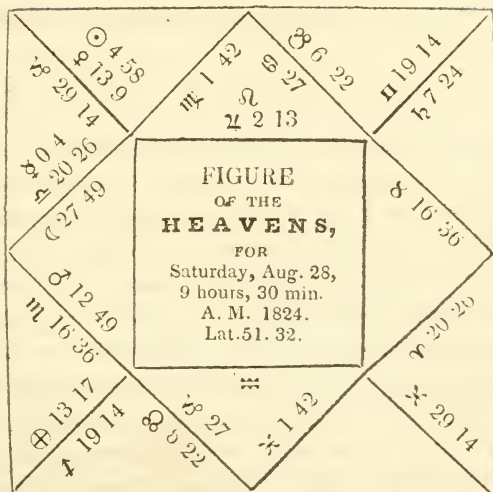 ☉ 4 58
♀ 13 9
♍ 29 14
♍ 1 42
♌
♃ 2 13
♋ 27
☋ 6 22
♊ 19 14
♄ 7 24
☿ 0 4
♎ 20 26
☽ 27 49
FIGURE
OF THE
HEAVENS,
FOR
Saturday, Aug. 28,
9 hours, 30 min.
A. M. 1824.
Lat. 51. 32.
♉ 16 36
♂ 12 49
♏ 16 36
♈ 20 26
⊕ 13 17
♐ 19 14
♑ 27
☊ 6 22
♒
♓ 1 42
♓ 29 14